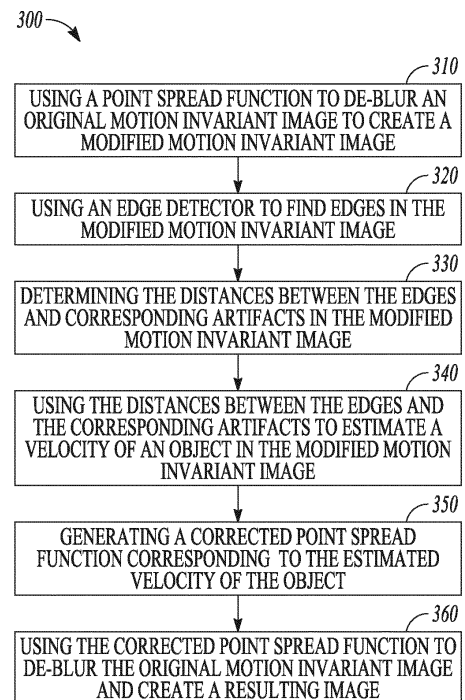 300
310
USING A POINT SPREAD FUNCTION TO DE-BLUR AN
ORIGINAL MOTION INVARIANT IMAGE TO CREATE A
MODIFIED MOTION INVARIANT IMAGE
320
USING AN EDGE DETECTOR TO FIND EDGES IN THE
MODIFIED MOTION INVARIANT IMAGE
330
DETERMINING THE DISTANCES BETWEEN THE EDGES
AND CORRESPONDING ARTIFACTS IN THE MODIFIED
MOTION INVARIANT IMAGE
340
USING THE DISTANCES BETWEEN THE EDGES AND
THE CORRESPONDING ARTIFACTS TO ESTIMATE A
VELOCITY OF AN OBJECT IN THE MODIFIED MOTION
INVARIANT IMAGE
350
GENERATING A CORRECTED POINT SPREAD
FUNCTION CORRESPONDING TO THE ESTIMATED
VELOCITY OF THE OBJECT
360
USING THE CORRECTED POINT SPREAD FUNCTION TO
DE-BLUR THE ORIGINAL MOTION INVARIANT IMAGE
AND CREATE A RESULTING IMAGE